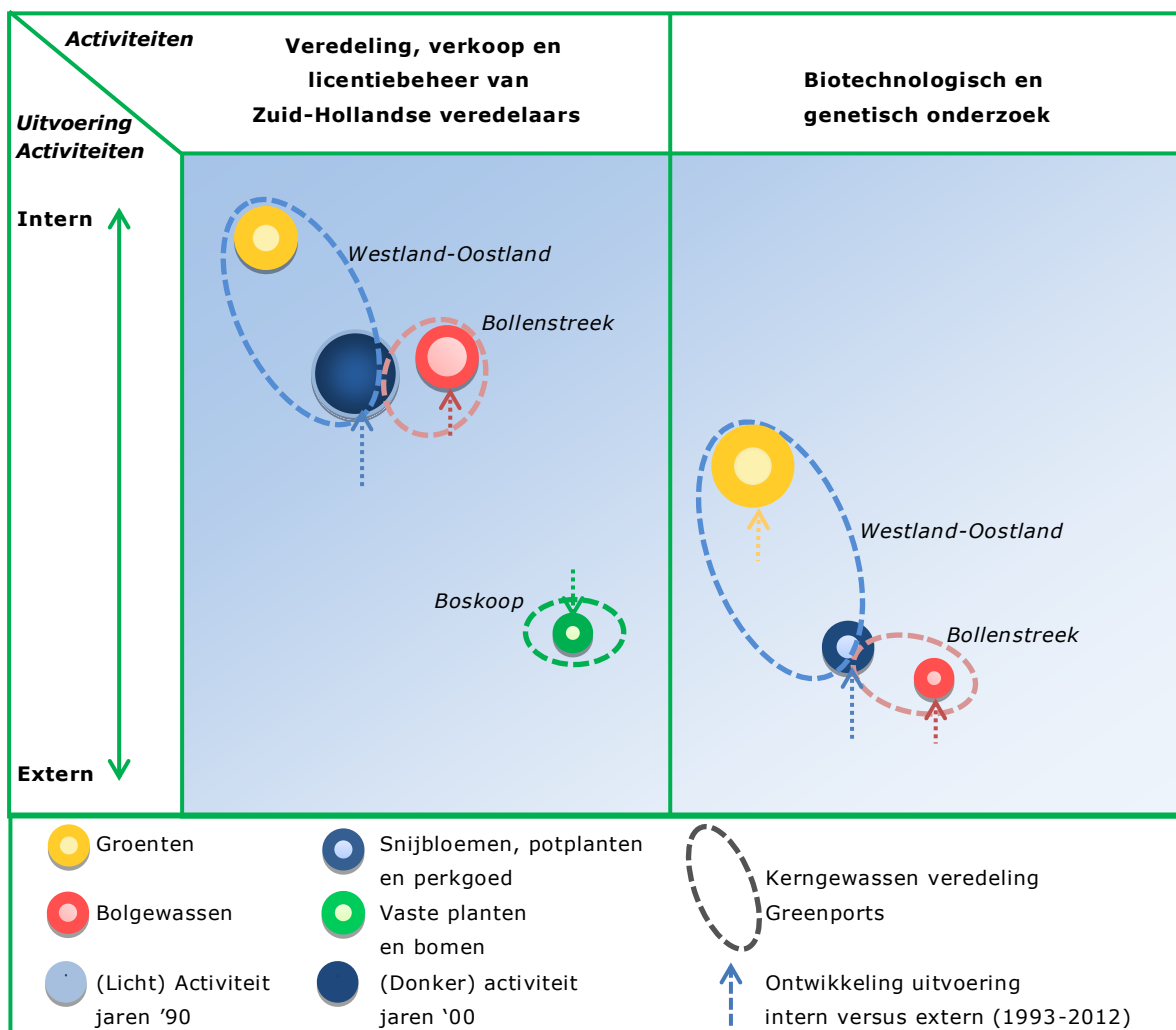 Activiteiten
Uitvoering
Activiteiten
Veredeling, verkoop en
licentiebeheer van
Zuid-Hollandse veredelaars
Biotechnologisch en
genetisch onderzoek
Intern
Extern
Westland-Oostland
Bollenstreek
Boskoop
Westland-Oostland
Bollenstreek
Groenten
Bolgewassen
(Licht) Activiteit
jaren ’90
Snijbloemen, potplanten
en perkgoed
Vaste planten
en bomen
(Donker) activiteit
jaren ‘00
Kerngewassen veredeling
Greenports
Ontwikkeling uitvoering
intern versus extern (1993-2012)